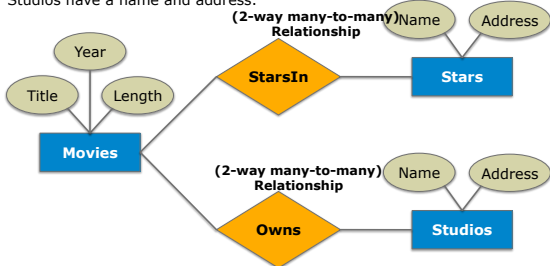 Studios have a name and address.
(2-way many-to-many)
Relationship
Name
Address
Year
StarsIn
Stars
Title
Length
Movies
(2-way many-to-many)
Relationship
Name
Address
Owns
Studios